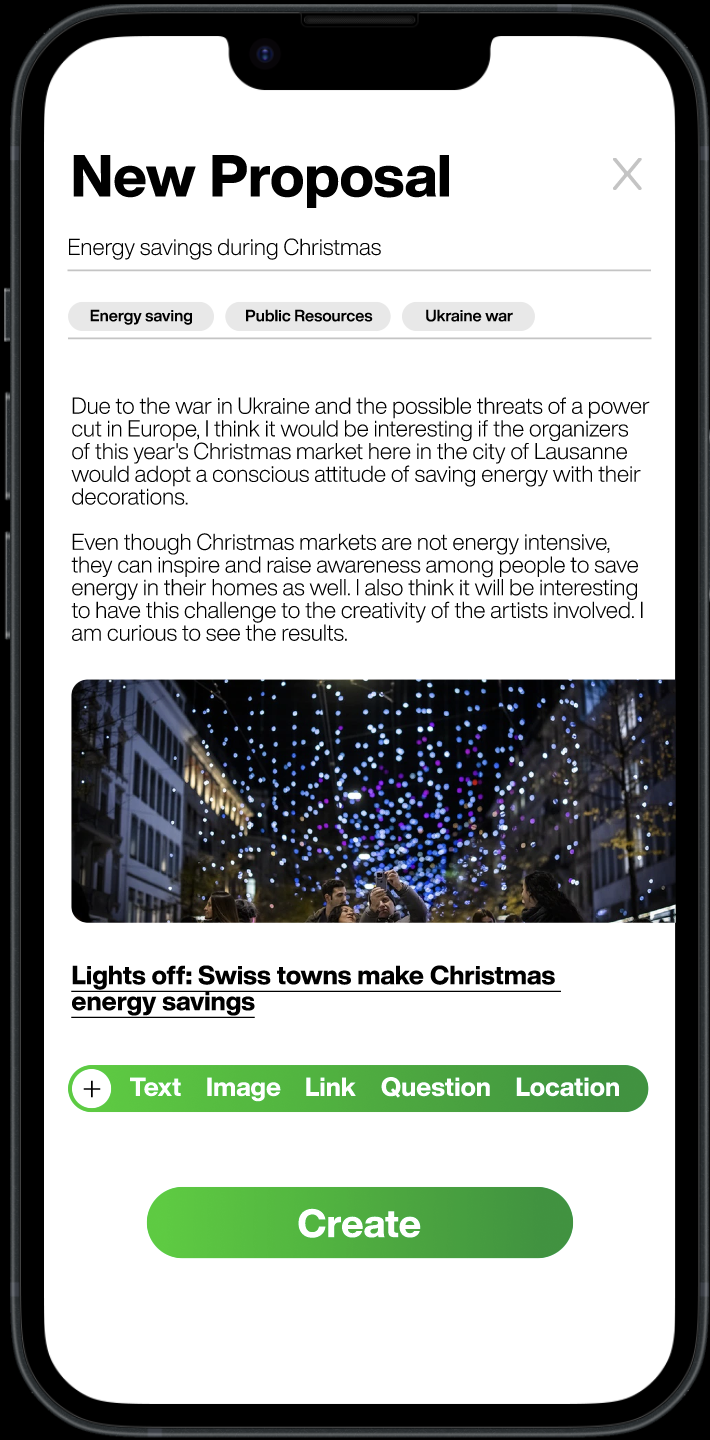 New Proposal
Energy savings during Christmas
Energy saving Public Resources Ukraine war
Due to the war in Ukraine and the possible threats of a power
cut in Europe, I think it would be interesting if the organizers
of this year's Christmas market here in the city of Lausanne
would adopt a conscious attitude of saving energy with their
decorations.
Even though Christmas markets are not energy intensive,
they can inspire and raise awareness among people to save
energy in their homes as well. I also think it will be interesting
to have this challenge to the creativity of the artists involved. I
am curious to see the results.
Lights off: Swiss towns make Christmas
energy savings
+ Text Image Link Question Location
Create